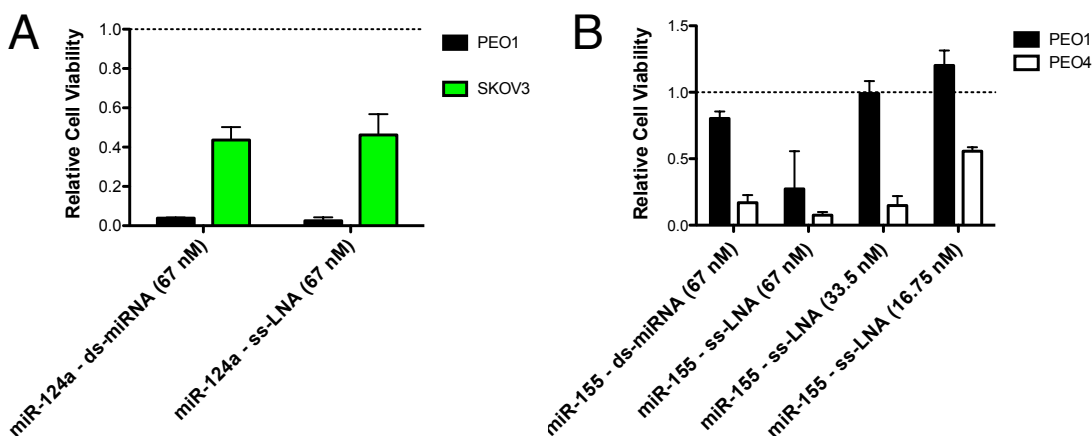 A
Relative Cell Viability
1.0
0.8
0.6
0.4
0.2
0.0
miR-124a - ds-miRNA (67 nM)
miR-124a - ss-LNA (67 nM)
PEO1
SKOV3
B
Relative Cell Viability
1.5
1.0
0.5
0.0
miR-155 - ds-miRNA (67 nM)
miR-155 - ss-LNA (67 nM)
miR-155 - ss-LNA (33.5 nM)
miR-155 - ss-LNA (16.75 nM)
PEO1
PEO4